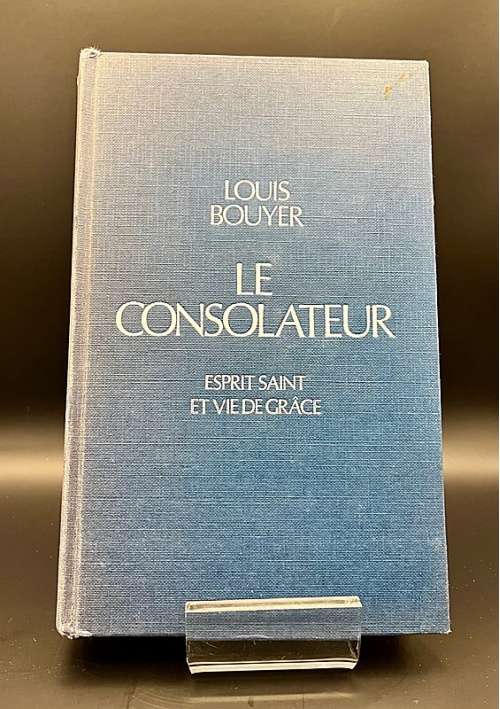 LOUIS
BOUYER
LE
CONSOLATEUR
ESPRIT SAINT
ET VIE DE GRÂCE